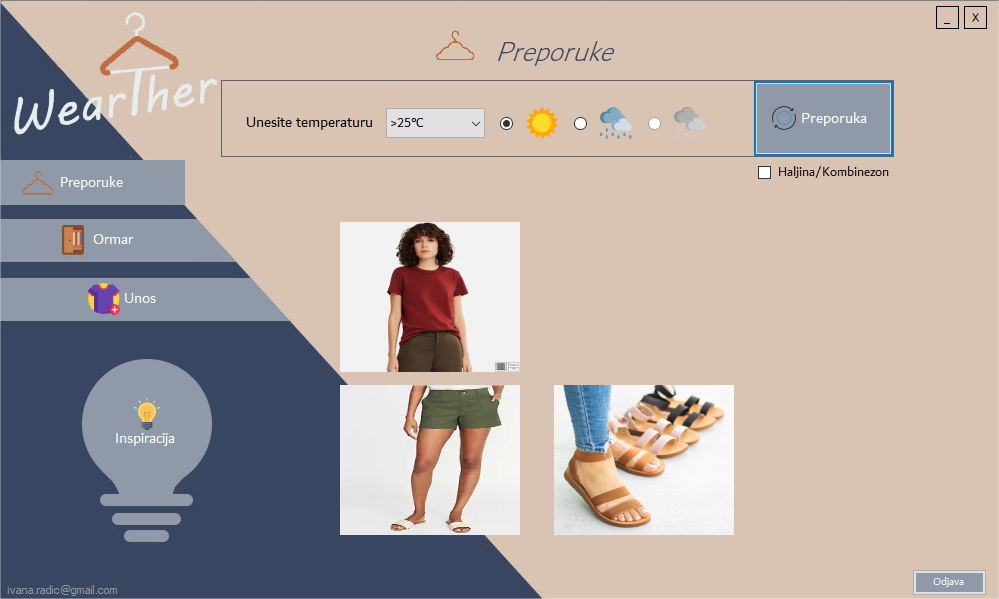 _ X
WearTher
Preporuke
Unesite temperaturu >25°C Preporuka
Haljina/Kombinezon
Preporuke
Ormar
Unos
Inspiracija
ivana.radic@gmail.com
Odjava